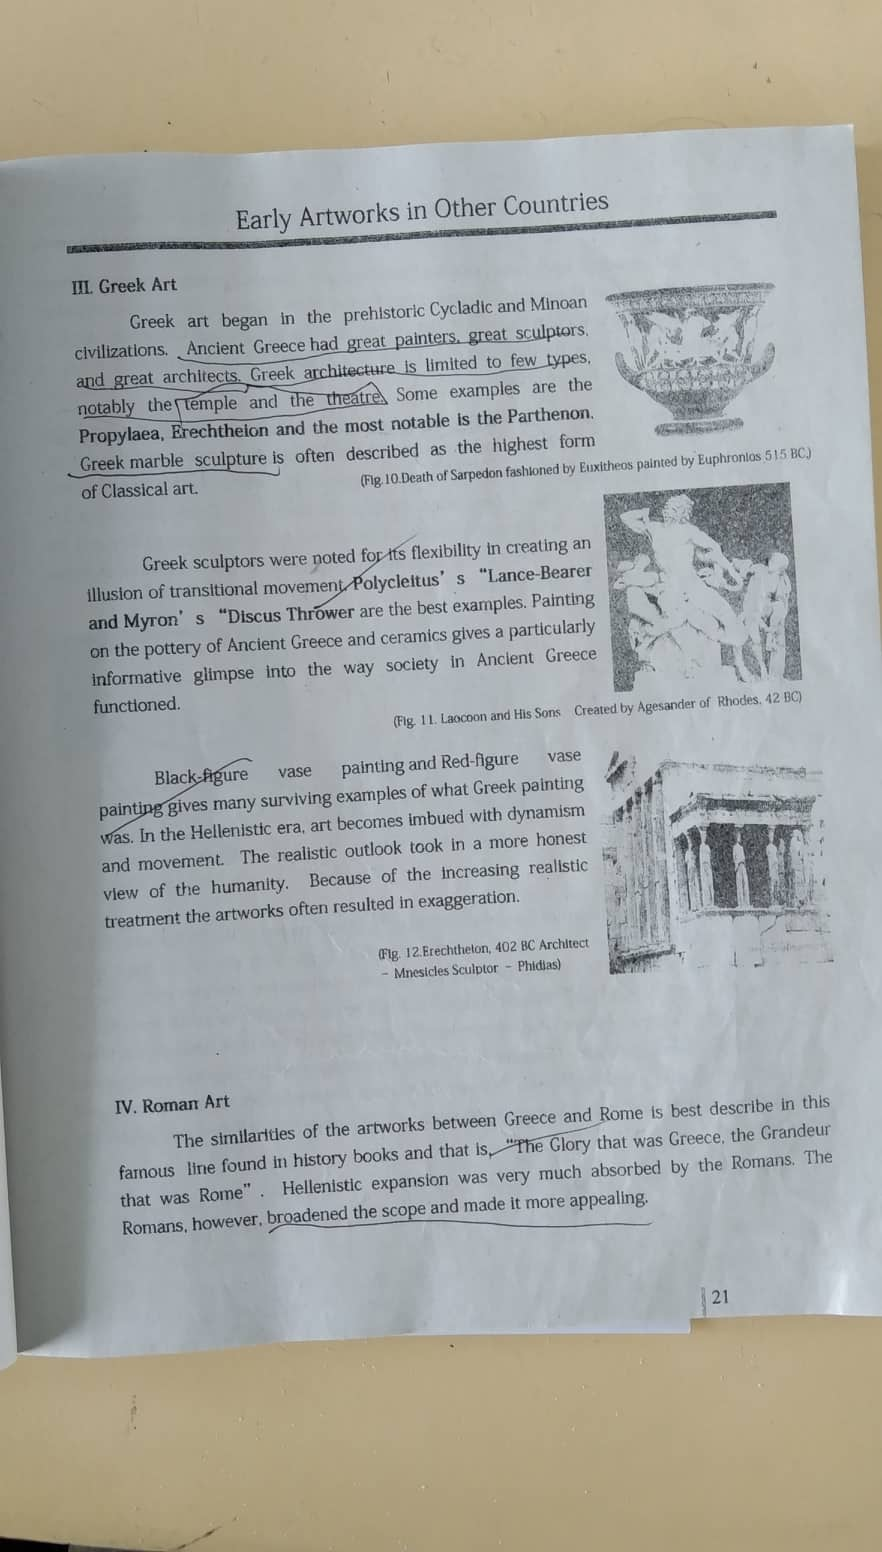 Early Artworks in Other Countries
III. Greek Art
Greek art began in the prehistoric Cycladic and Minoan
civilizations. Ancient Greece had great painters, great sculptors,
and great architects. Greek architecture is limited to few types,
notably the temple and the theatre. Some examples are the
Propylaea, Erechtheion and the most notable is the Parthenon.
Greek marble sculpture is often described as the highest form
of Classical art.
(Fig.10.Death of Sarpedon fashioned by Euxitheos painted by Euphronios 515 BC.)
Greek sculptors were noted for its flexibility in creating an
illusion of transitional movement. Polycleitus’ s “Lance-Bearer
and Myron’ s “Discus Thrower are the best examples. Painting
on the pottery of Ancient Greece and ceramics gives a particularly
informative glimpse into the way society in Ancient Greece
functioned.
(Fig. 11. Laocoon and His Sons Created by Agesander of Rhodes, 42 BC)
Black-figure vase painting and Red-figure vase
painting gives many surviving examples of what Greek painting
was. In the Hellenistic era, art becomes imbued with dynamism
and movement. The realistic outlook took in a more honest
view of the humanity. Because of the increasing realistic
treatment the artworks often resulted in exaggeration.
(Fig. 12.Erechtheion, 402 BC Architect
- Mnesicles Sculptor - Phidias)
IV. Roman Art
The similarities of the artworks between Greece and Rome is best describe in this
famous line found in history books and that is, “The Glory that was Greece, the Grandeur
that was Rome” . Hellenistic expansion was very much absorbed by the Romans. The
Romans, however, broadened the scope and made it more appealing.
21